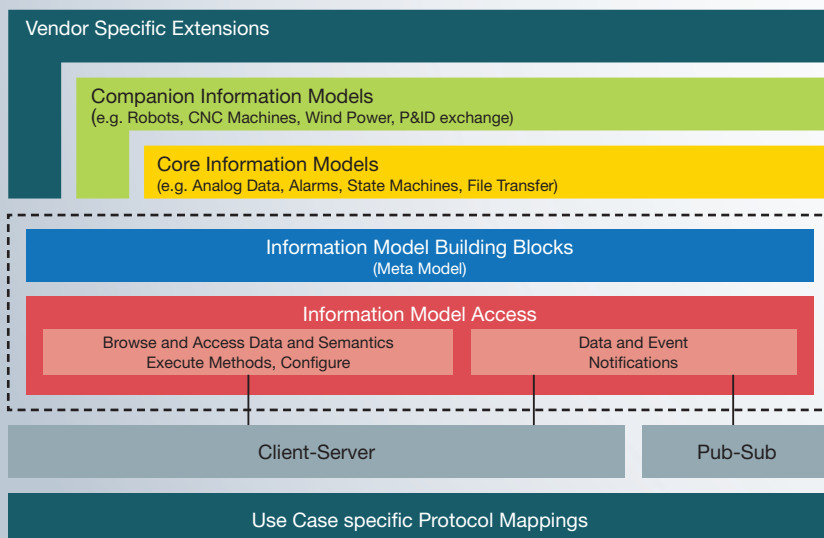 Vendor Specific Extensions
Companion Information Models
(e.g. Robots, CNC Machines, Wind Power, P&ID exchange)
Core Information Models
(e.g. Analog Data, Alarms, State Machines, File Transfer)
Information Model Building Blocks
(Meta Model)
Information Model Access
Browse and Access Data and Semantics
Execute Methods, Configure
Data and Event
Notifications
Client-Server
Pub-Sub
Use Case specific Protocol Mappings